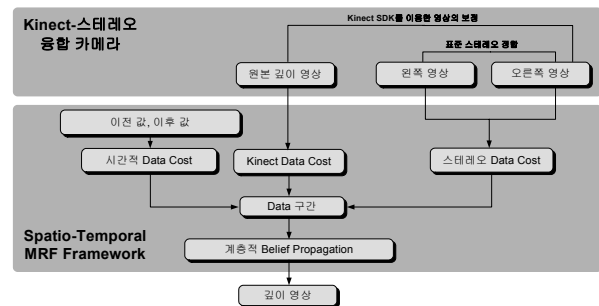 Kinect-스테레오
융합 카메라
Kinect SDK를 이용한 영상의 보정
표준 스테레오 정합
원본 깊이 영상
왼쪽 영상
오른쪽 영상
이전 값, 이후 값
시간적 Data Cost
Kinect Data Cost
스테레오 Data Cost
Data 구간
Spatio-Temporal
MRF Framework
계층적 Belief Propagation
깊이 영상